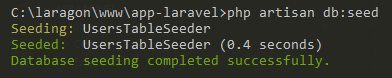 C:\laragon\www\app-laravel>php artisan db:seed
Seeding: UsersTableSeeder
Seeded:  UsersTableSeeder (0.4 seconds)
Database seeding completed successfully.